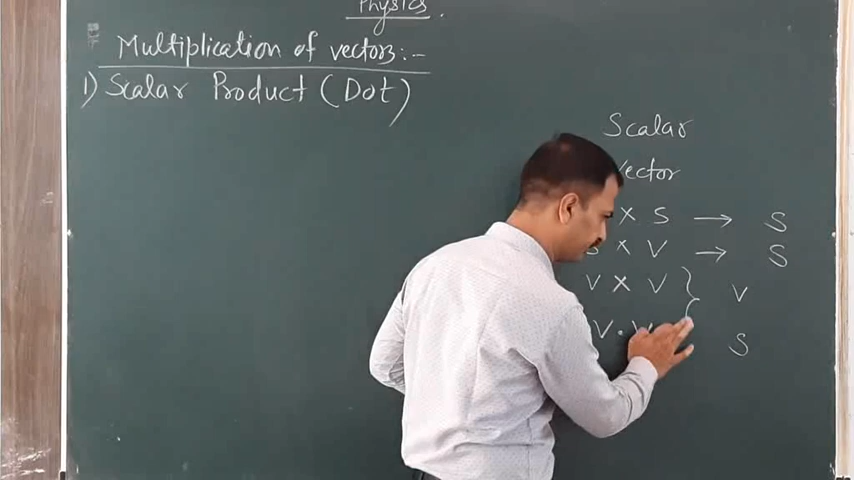 Physics.
Multiplication of vectors:-
1) Scalar Product (Dot)
Scalar
Vector
× S → S
S × V → S
V × V } V
V . V S